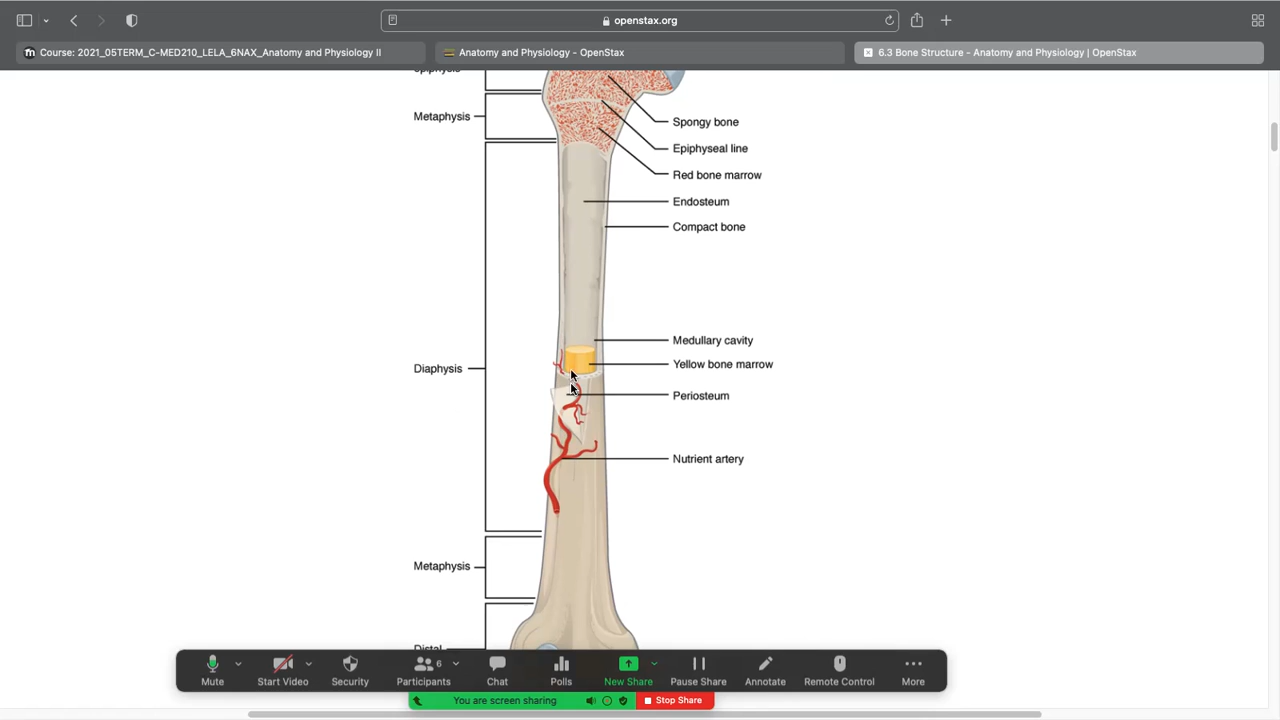 openstax.org
Course: 2021_05TERM_C-MED210_LELA_6NAX_Anatomy and Physiology II
Anatomy and Physiology - OpenStax
6.3 Bone Structure - Anatomy and Physiology | OpenStax
epiphysis
Metaphysis
Spongy bone
Epiphyseal line
Red bone marrow
Endosteum
Compact bone
Medullary cavity
Diaphysis
Yellow bone marrow
Periosteum
Nutrient artery
Metaphysis
Distal
6
Mute
Start Video
Security
Participants
Chat
Polls
New Share
Pause Share
Annotate
Remote Control
More
You are screen sharing
Stop Share